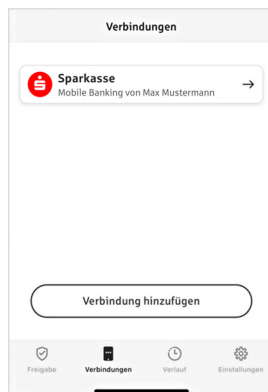 Verbindungen
Sparkasse
Mobile Banking von Max Mustermann
Verbindung hinzufügen
Freigabe Verbindungen Verlauf Einstellungen